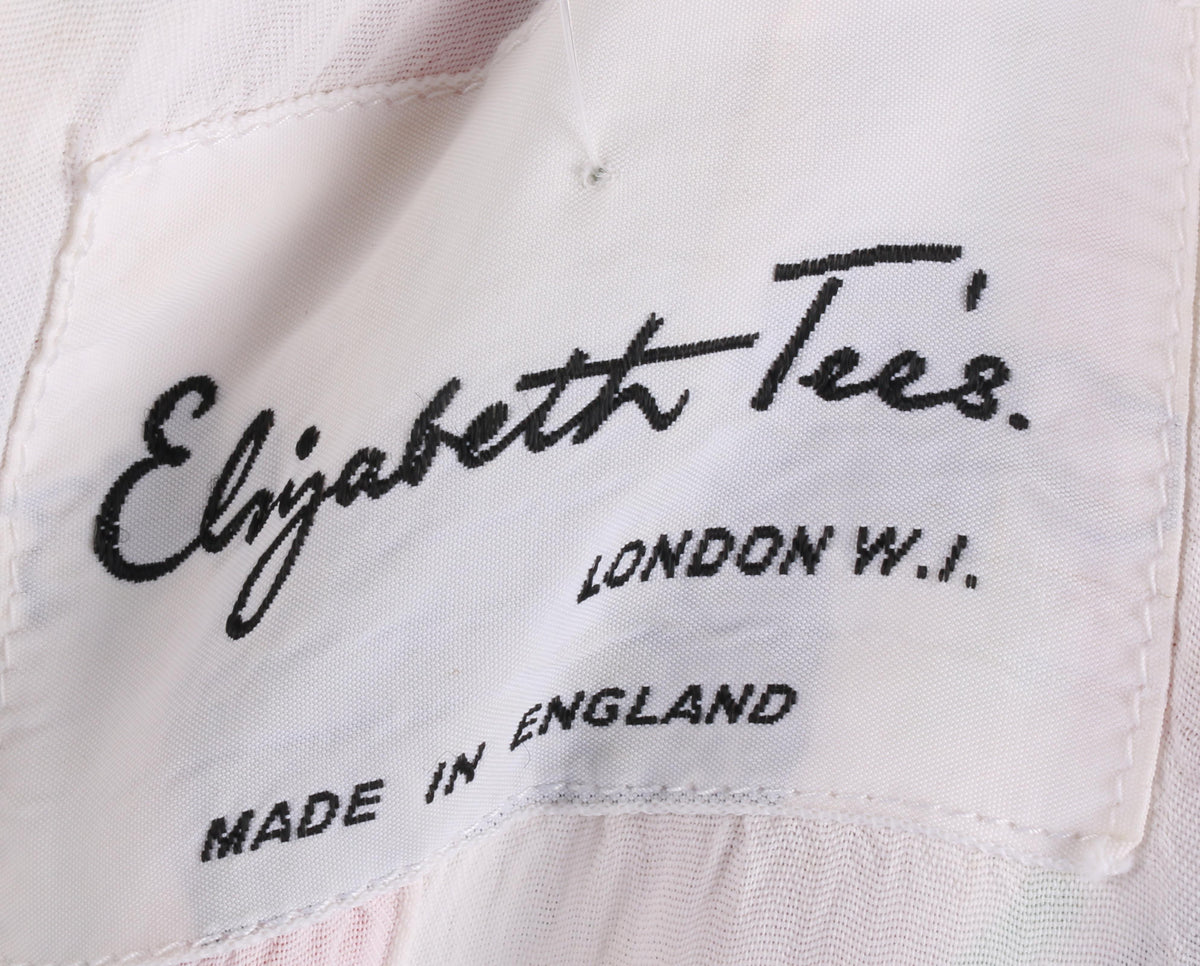 Elizabeth Tee's.
LONDON W.I.
MADE IN ENGLAND